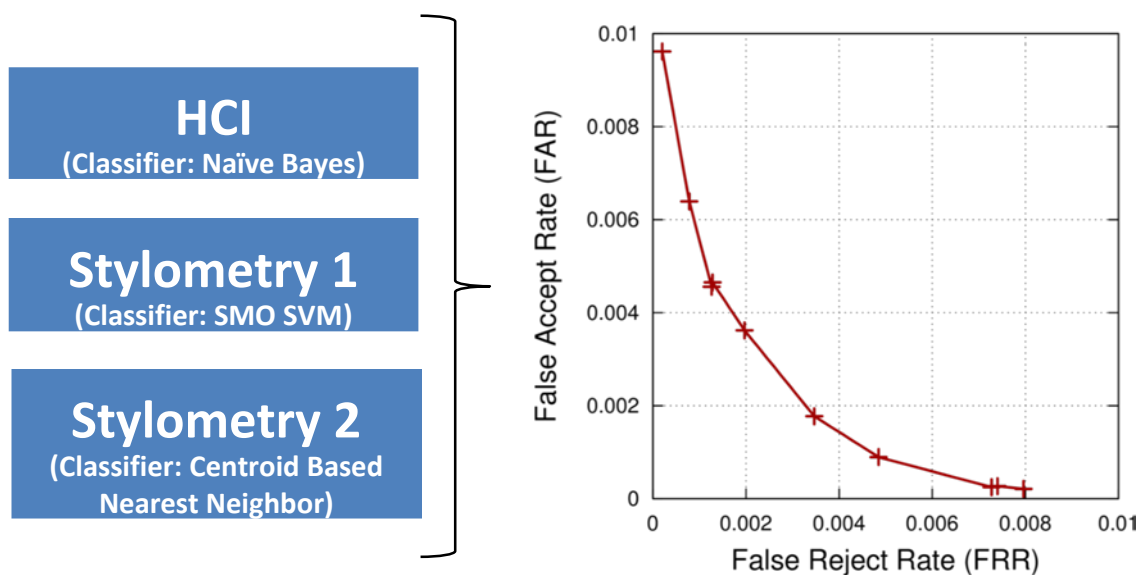 HCI
(Classifier: Naïve Bayes)
Stylometry 1
(Classifier: SMO SVM)
Stylometry 2
(Classifier: Centroid Based
Nearest Neighbor)
False Accept Rate (FAR)
0.01
0.008
0.006
0.004
0.002
0
0 0.002 0.004 0.006 0.008 0.01
False Reject Rate (FRR)